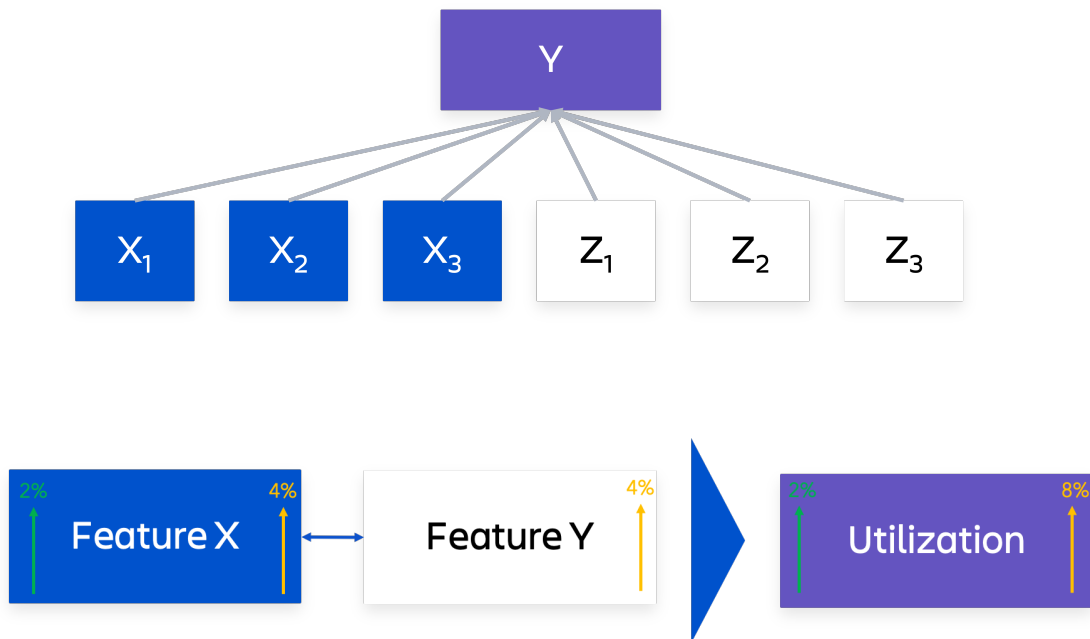 Y
X₁
X₂
X₃
Z₁
Z₂
Z₃
2%
4%
Feature X
4%
Feature Y
2%
8%
Utilization